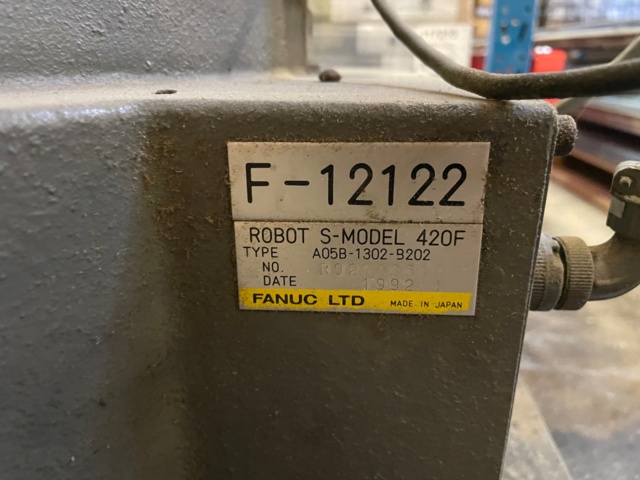 F-12122
ROBOT S-MODEL 420F
TYPE A05B-1302-B202
NO.
DATE 1992
FANUC LTD MADE IN JAPAN